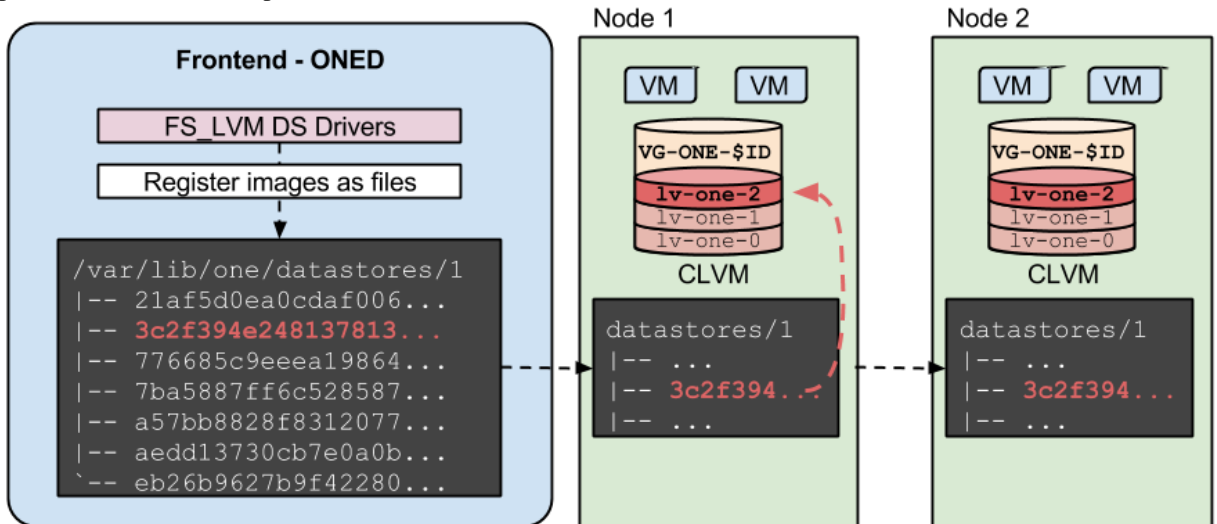 Frontend - ONED
FS_LVM DS Drivers
Register images as files
/var/lib/one/datastores/1
|-- 21af5d0ea0cdaf006...
|-- 3c2f394e248137813...
|-- 776685c9eeea19864...
|-- 7ba5887ff6c528587...
|-- a57bb8828f8312077...
|-- aedd13730cb7e0a0b...
`-- eb26b9627b9f42280...
Node 1
VM VM
VG-ONE-$ID
lv-one-2
lv-one-1
lv-one-0
CLVM
datastores/1
|-- ...
|-- 3c2f394...
|-- ...
Node 2
VM VM
VG-ONE-$ID
lv-one-2
lv-one-1
lv-one-0
CLVM
datastores/1
|-- ...
|-- 3c2f394...
|-- ...